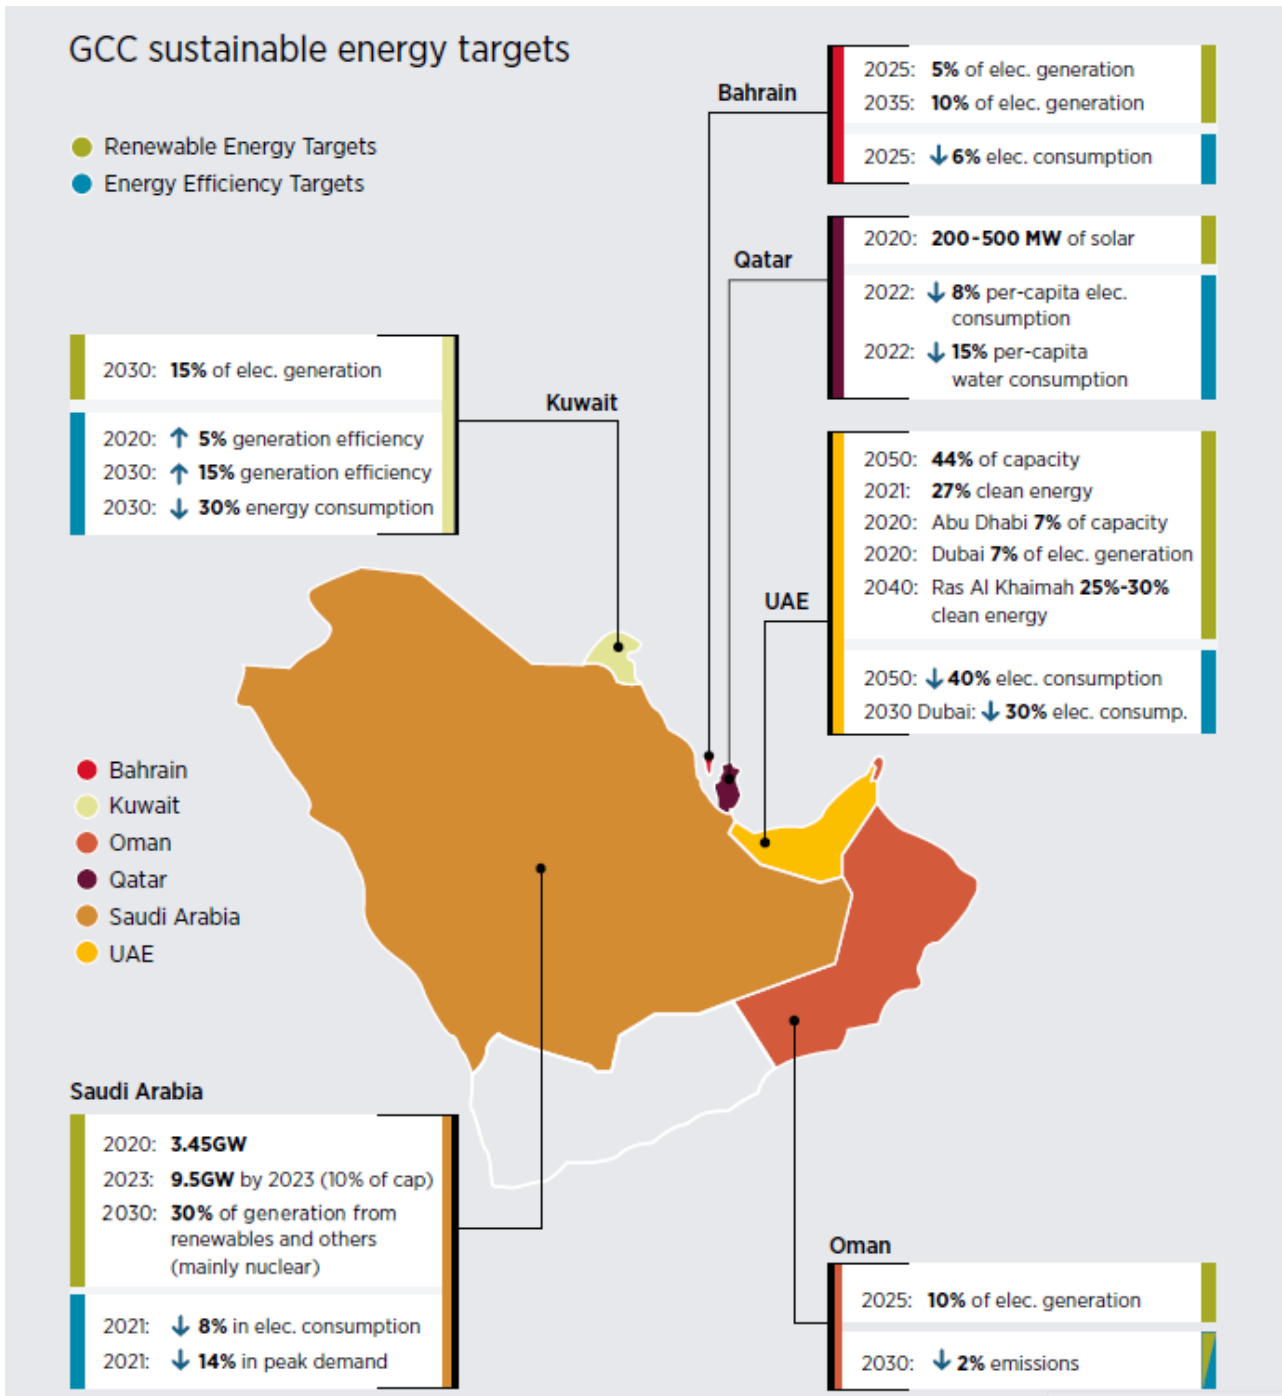 GCC sustainable energy targets
Renewable Energy Targets
Energy Efficiency Targets
Bahrain
2025: 5% of elec. generation
2035: 10% of elec. generation
2025: ↓ 6% elec. consumption
Qatar
2020: 200-500 MW of solar
2022: ↓ 8% per-capita elec.
consumption
2022: ↓ 15% per-capita
water consumption
Kuwait
2030: 15% of elec. generation
2020: ↑ 5% generation efficiency
2030: ↑ 15% generation efficiency
2030: ↓ 30% energy consumption
UAE
2050: 44% of capacity
2021: 27% clean energy
2020: Abu Dhabi 7% of capacity
2020: Dubai 7% of elec. generation
2040: Ras Al Khaimah 25%-30%
clean energy
2050: ↓ 40% elec. consumption
2030 Dubai: ↓ 30% elec. consump.
Bahrain
Kuwait
Oman
Qatar
Saudi Arabia
UAE
Saudi Arabia
2020: 3.45GW
2023: 9.5GW by 2023 (10% of cap)
2030: 30% of generation from
renewables and others
(mainly nuclear)
2021: ↓ 8% in elec. consumption
2021: ↓ 14% in peak demand
Oman
2025: 10% of elec. generation
2030: ↓ 2% emissions